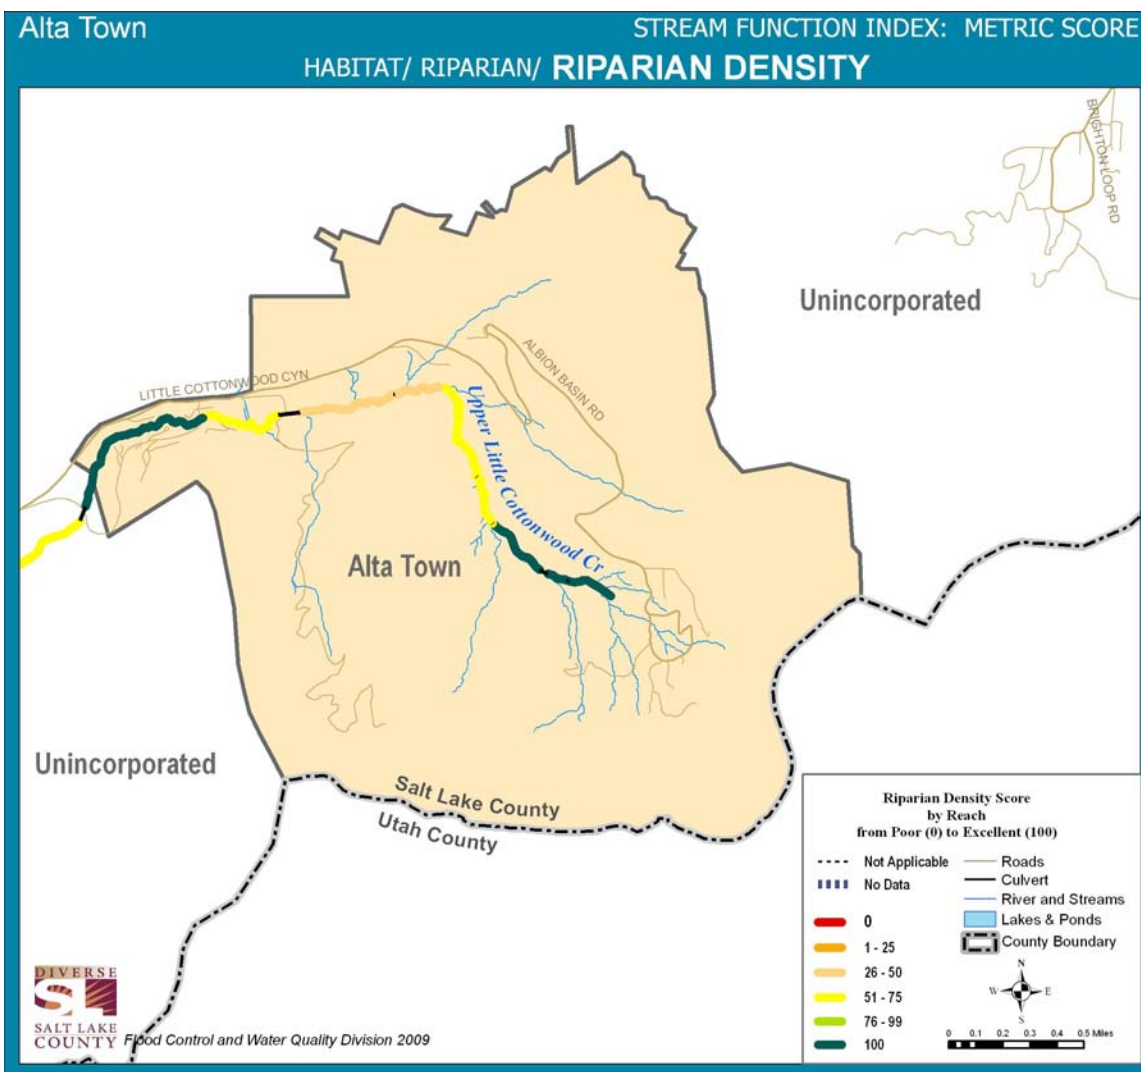 Alta Town
STREAM FUNCTION INDEX: METRIC SCORE
HABITAT/ RIPARIAN/ RIPARIAN DENSITY
BRIGHTON LOOP RD
Unincorporated
ALBION BASIN RD
LITTLE COTTONWOOD CYN
Upper Little Cottonwood Cr
Alta Town
Unincorporated
Salt Lake County
Utah County
Riparian Density Score
by Reach
from Poor (0) to Excellent (100)
Not Applicable
No Data
0
1 - 25
26 - 50
51 - 75
76 - 99
100
Roads
Culvert
River and Streams
Lakes & Ponds
County Boundary
N
W E
S
0 0.1 0.2 0.3 0.4 0.5 Miles
DIVERSE
SL
SALT LAKE
COUNTY
Flood Control and Water Quality Division 2009